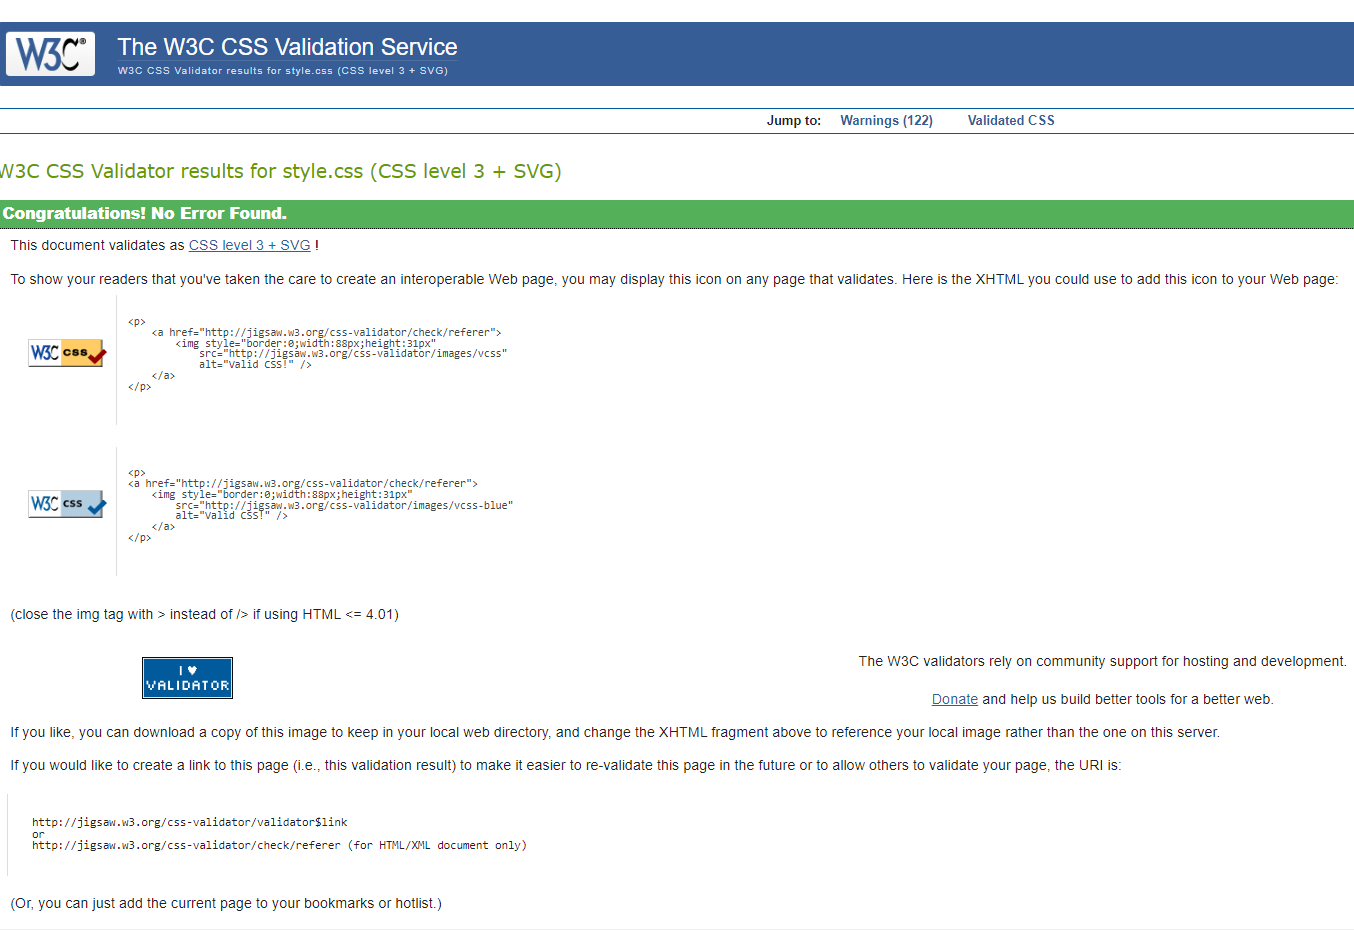 W3C®
The W3C CSS Validation Service
W3C CSS Validator results for style.css (CSS level 3 + SVG)
Jump to: Warnings (122) Validated CSS
W3C CSS Validator results for style.css (CSS level 3 + SVG)
Congratulations! No Error Found.
This document validates as CSS level 3 + SVG !
To show your readers that you've taken the care to create an interoperable Web page, you may display this icon on any page that validates. Here is the XHTML you could use to add this icon to your Web page:
W3C css
<p>
<a href="http://jigsaw.w3.org/css-validator/check/referer">
<img style="border:0;width:88px;height:31px"
src="http://jigsaw.w3.org/css-validator/images/vcss"
alt="Valid CSS!" />
</a>
</p>
W3C css
<p>
<a href="http://jigsaw.w3.org/css-validator/check/referer">
<img style="border:0;width:88px;height:31px"
src="http://jigsaw.w3.org/css-validator/images/vcss-blue"
alt="Valid CSS!" />
</a>
</p>
(close the img tag with > instead of /> if using HTML <= 4.01)
I ♥
VALIDATOR
The W3C validators rely on community support for hosting and development.
Donate and help us build better tools for a better web.
If you like, you can download a copy of this image to keep in your local web directory, and change the XHTML fragment above to reference your local image rather than the one on this server.
If you would like to create a link to this page (i.e., this validation result) to make it easier to re-validate this page in the future or to allow others to validate your page, the URI is:
http://jigsaw.w3.org/css-validator/validator$link
or
http://jigsaw.w3.org/css-validator/check/referer (for HTML/XML document only)
(Or, you can just add the current page to your bookmarks or hotlist.)